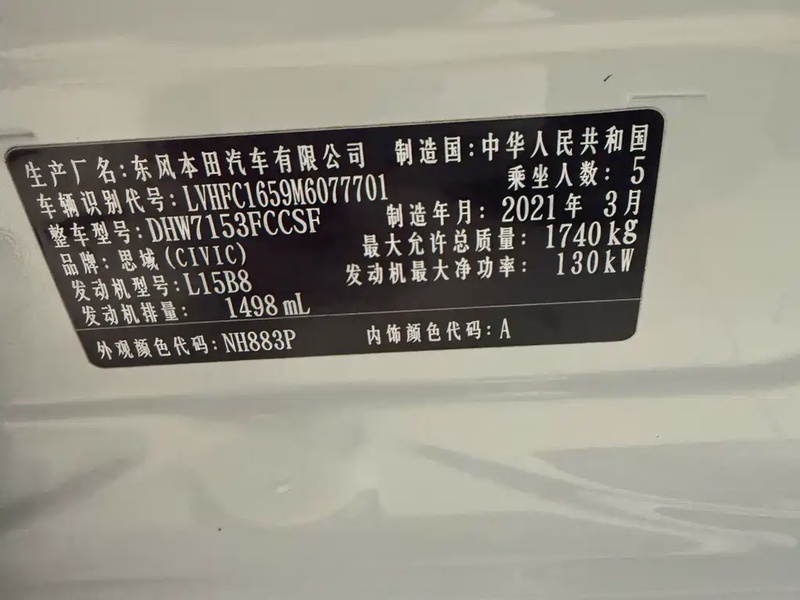 生产厂名:东风本田汽车有限公司 制造国:中华人民共和国
车辆识别代号:LVHFC1659M6077701 乘坐人数: 5
整车型号:DHW7153FCCSF 制造年月: 2021年 3月
品牌:思域(CIVIC) 最大允许总质量: 1740kg
发动机型号:L15B8 发动机最大净功率: 130kW
发动机排量: 1498mL
外观颜色代码:NH883P 内饰颜色代码:A